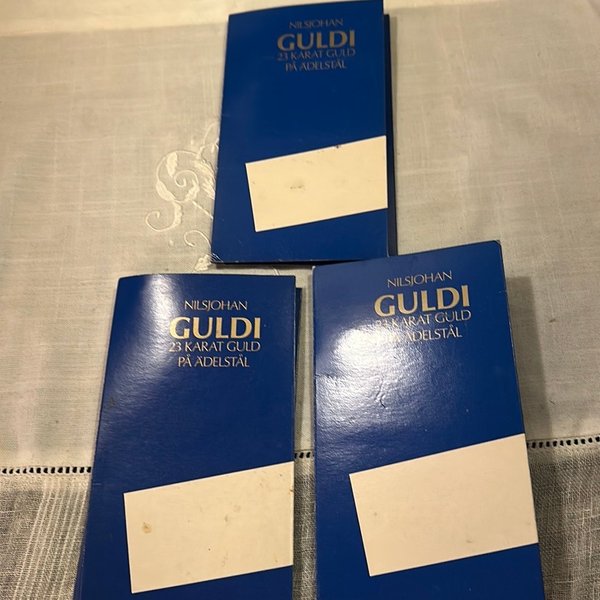 NILSJOHAN
GULDI
23 KARAT GULD
PÅ ÄDELSTÅL
NILSJOHAN
GULDI
23 KARAT GULD
PÅ ÄDELSTÅL
NILSJOHAN
GULDI
23 KARAT GULD
PÅ ÄDELSTÅL